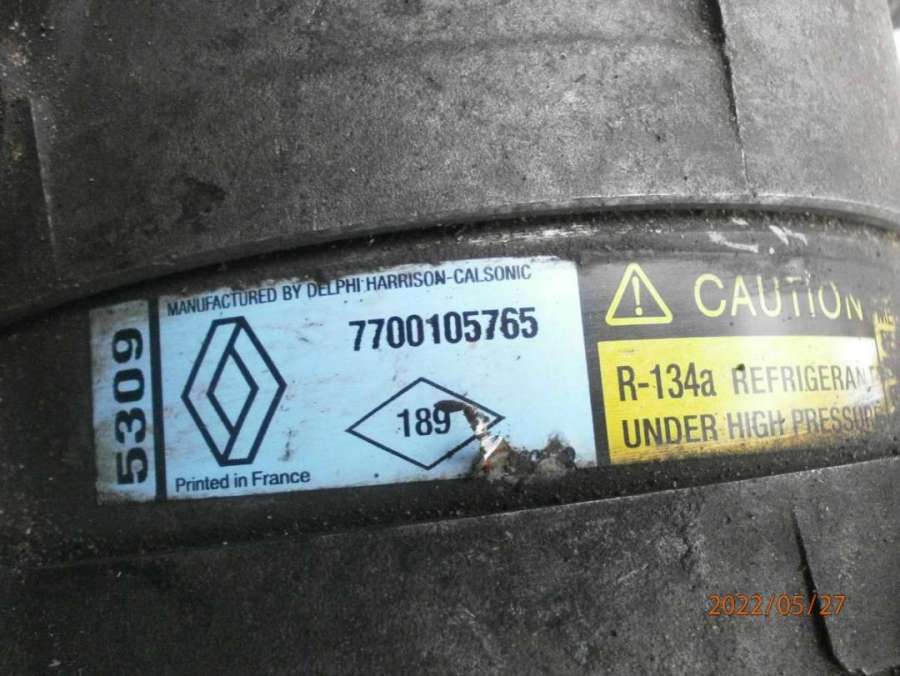 5309
MANUFACTURED BY DELPHI HARRISON-CALSONIC
7700105765
189
Printed in France
CAUTION
R-134a REFRIGERAN
UNDER HIGH PRESSURE
2022/05/27